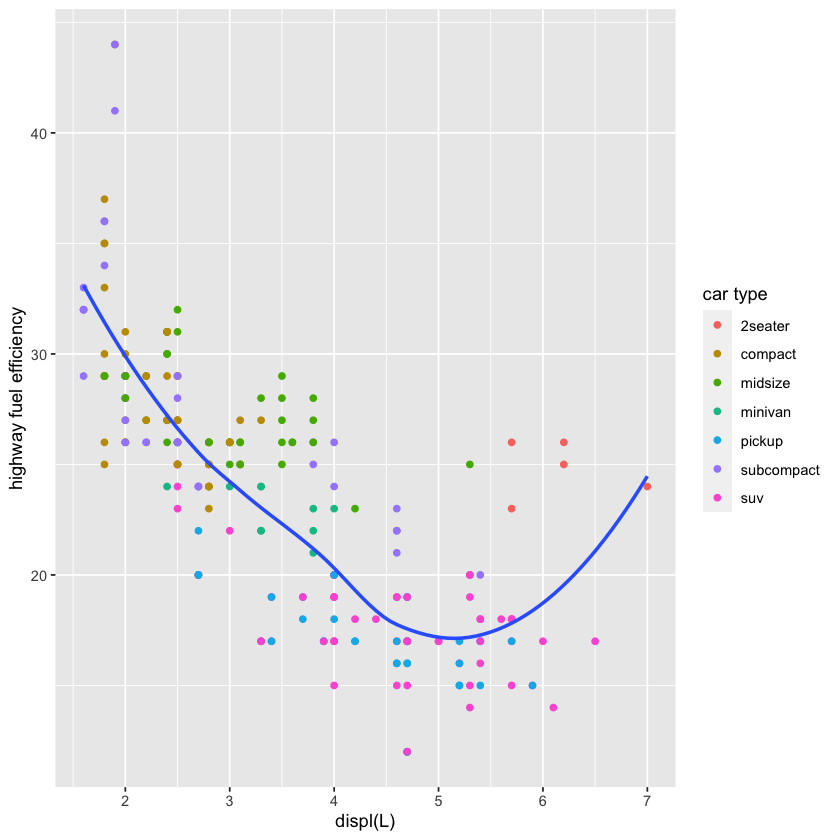 40
30
20
highway fuel efficiency
2 3 4 5 6 7
displ(L)
car type
2seater
compact
midsize
minivan
pickup
subcompact
suv